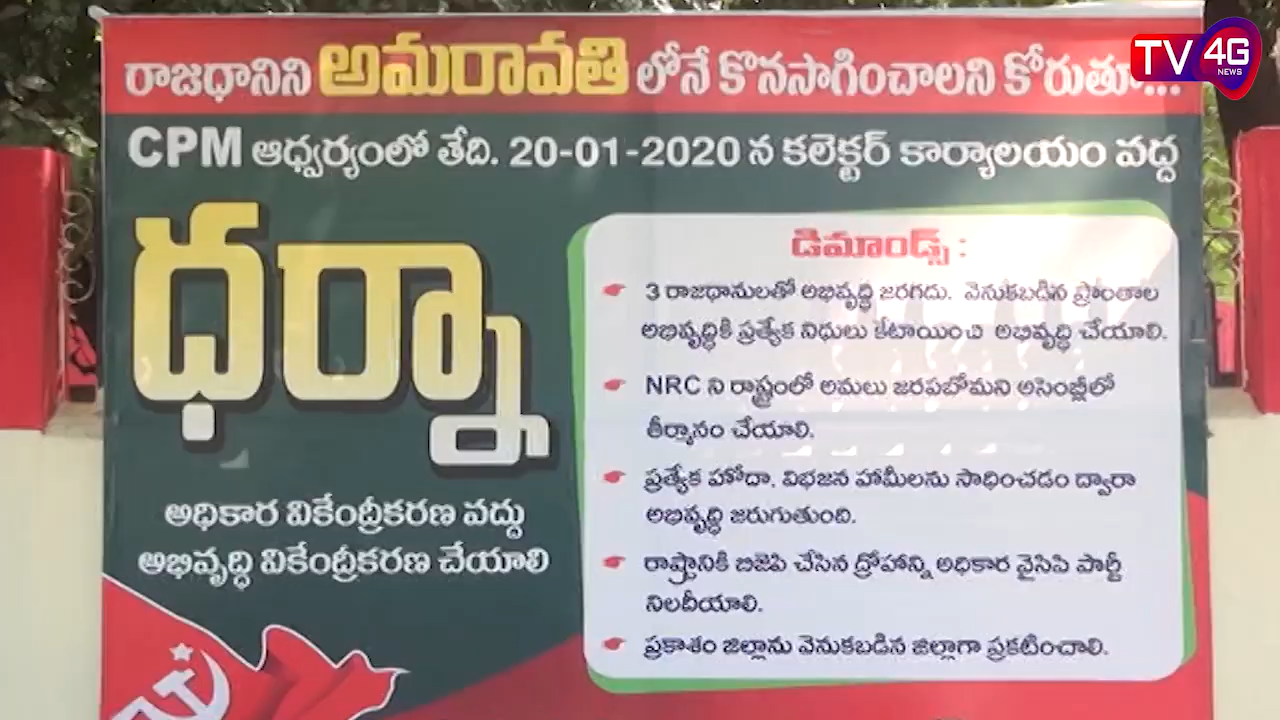 రాజధానిని అమరావతి లోనే కొనసాగించాలని కోరుతూ...
TV 4G NEWS
CPM ఆధ్వర్యంలో తేది. 20-01-2020 న కలెక్టర్ కార్యాలయం వద్ద
ధర్నా
అధికార వికేంద్రీకరణ వద్దు
అభివృద్ధి వికేంద్రీకరణ చేయాలి
డిమాండ్స్ :
3 రాజధానులతో అభివృద్ధి జరగదు. వెనుకబడిన ప్రాంతాల
అభివృద్ధికి ప్రత్యేక నిధులు కేటాయించి అభివృద్ధి చేయాలి.
NRC ని రాష్ట్రంలో అమలు జరపబోమని అసెంబ్లీలో
తీర్మానం చేయాలి.
ప్రత్యేక హోదా, విభజన హామీలను సాధించడం ద్వారా
అభివృద్ధి జరుగుతుంది.
రాష్ట్రానికి బిజెపి చేసిన ద్రోహాన్ని అధికార వైసిపి పార్టీ
నిలదీయాలి.
ప్రకాశం జిల్లాను వెనుకబడిన జిల్లాగా ప్రకటించాలి.